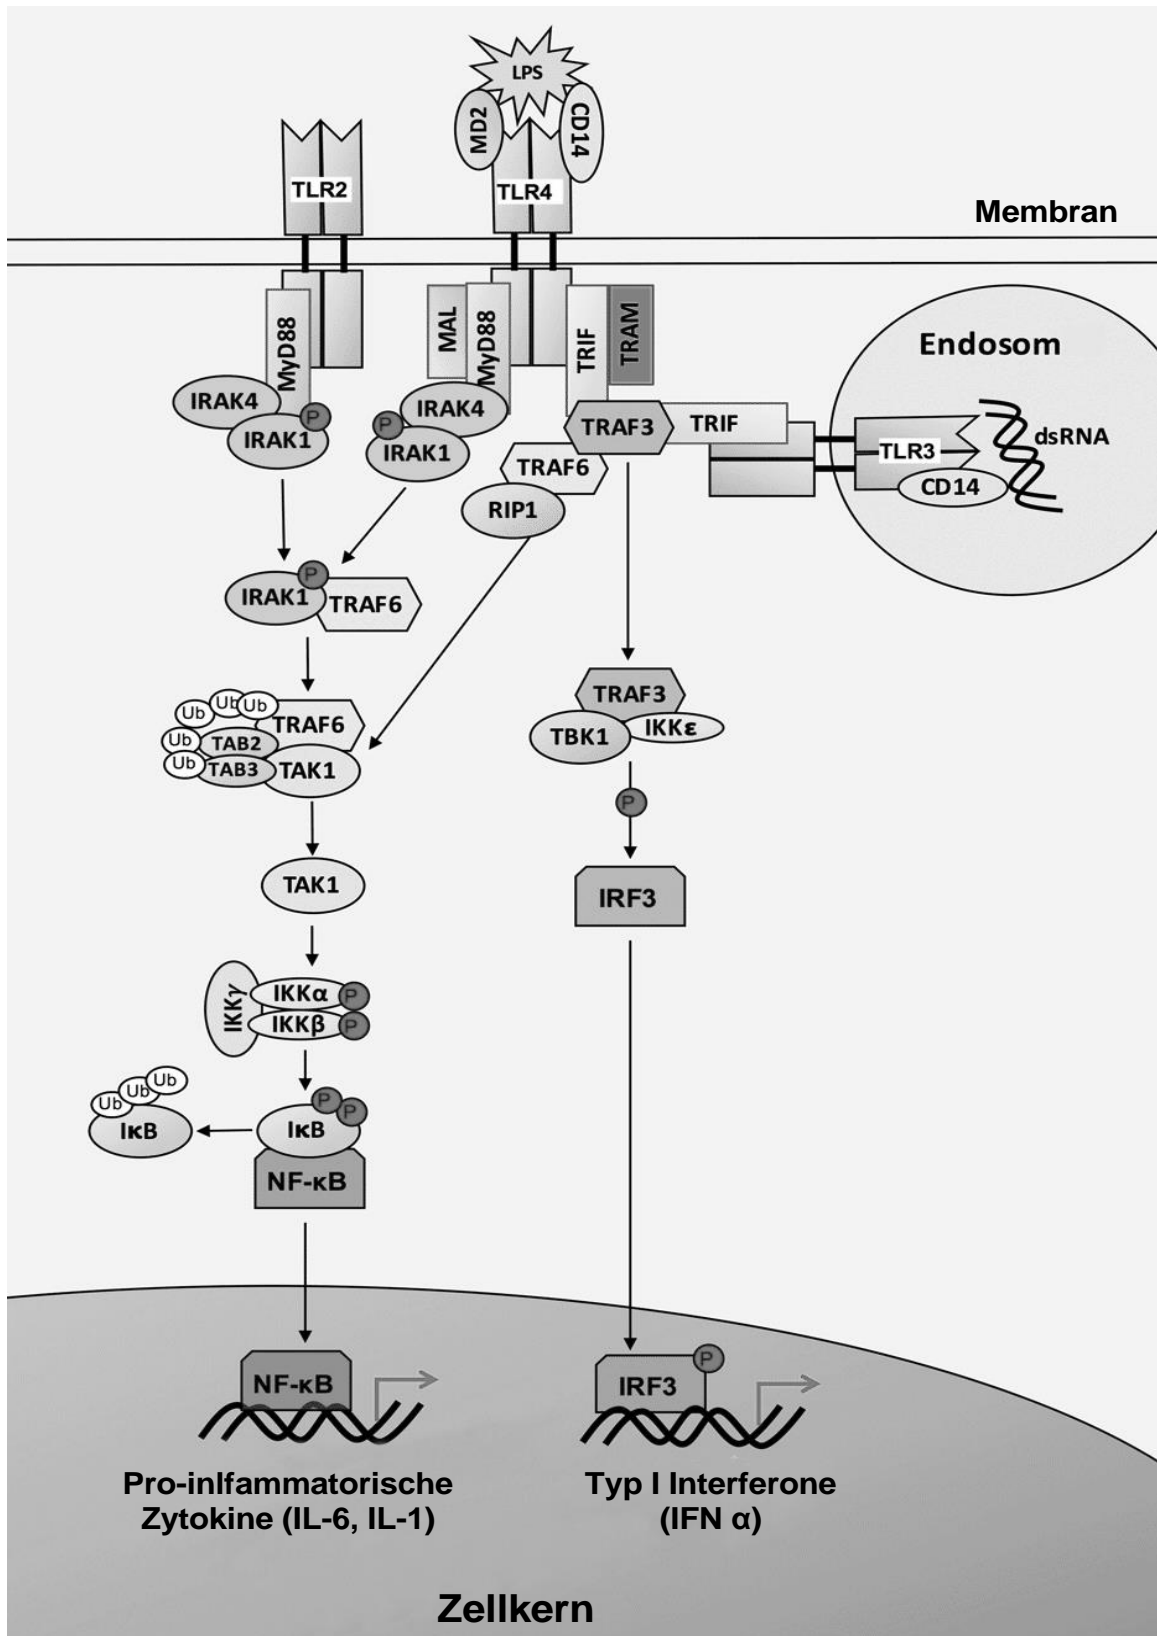 LPS
MD2
CD14
TLR2
TLR4
Membran
MyD88
MAL
MyD88
TRIF
TRAM
Endosom
IRAK4
IRAK1
P
IRAK4
P
IRAK1
TRAF3
TRIF
TLR3
dsRNA
CD14
TRAF6
RIP1
P
IRAK1
TRAF6
Ub
Ub
Ub
Ub
Ub
TRAF6
TAB2
TAB3
TAK1
TRAF3
TBK1
IKKε
P
TAK1
IRF3
IKKγ
IKKα
P
IKKβ
P
Ub
Ub
Ub
IκB
P
P
IκB
NF-κB
NF-κB
IRF3
P
Pro-inlfammatorische
Zytokine (IL-6, IL-1)
Typ I Interferone
(IFN α)
Zellkern